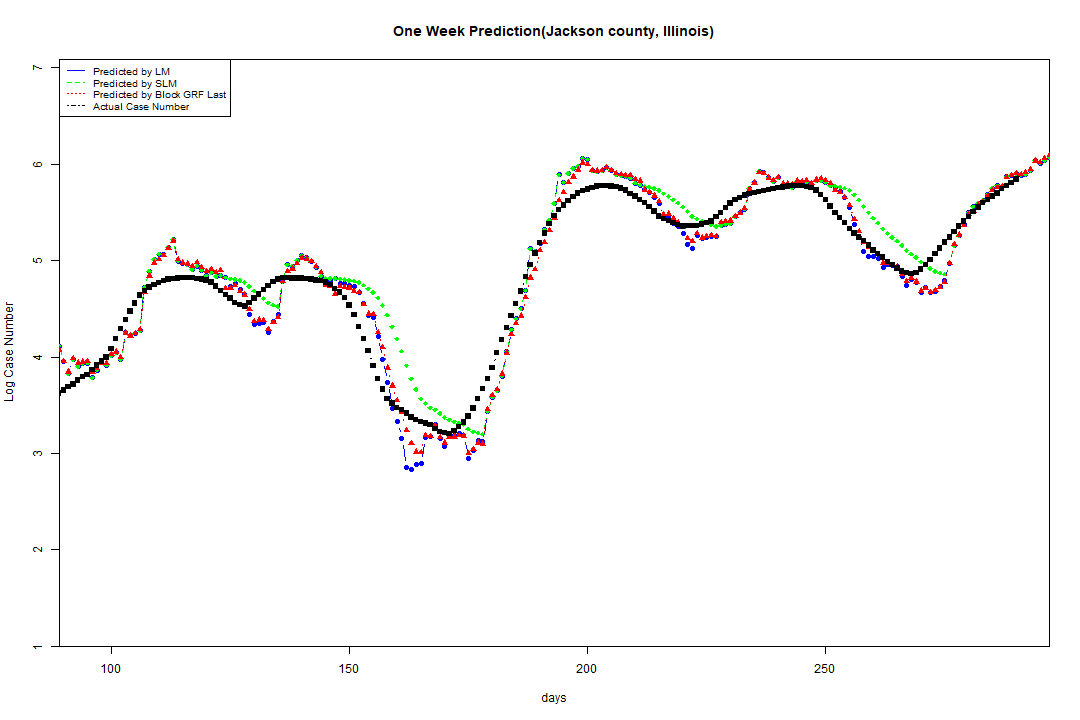 One Week Prediction(Jackson county, Illinois)
7
Predicted by LM
Predicted by SLM
Predicted by Block GRF Last
Actual Case Number
6
5
4
3
2
1
Log Case Number
100
150
200
250
days